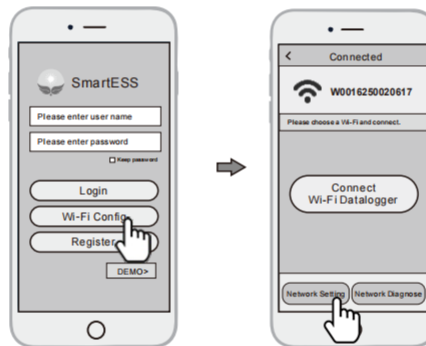 SmartESS
Please enter user name
Please enter password
Keep password
Login
Wi-Fi Config
Register
DEMO>
<
Connected
W0016250020617
Please choose a Wi-Fi and connect.
Connect
Wi-Fi Datalogger
Network Setting
Network Diagnose